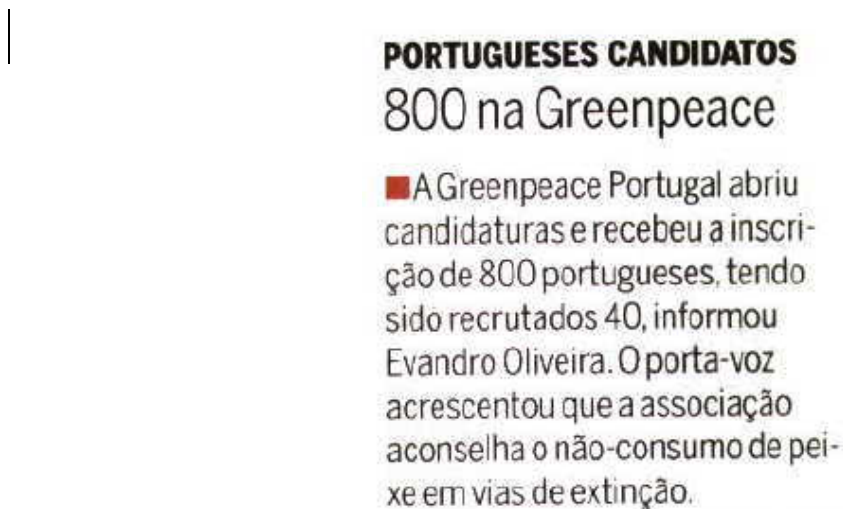 PORTUGUESES CANDIDATOS
800 na Greenpeace
A Greenpeace Portugal abriu
candidaturas e recebeu a inscri-
ção de 800 portugueses, tendo
sido recrutados 40, informou
Evandro Oliveira. O porta-voz
acrescentou que a associação
aconselha o não-consumo de pei-
xe em vias de extinção.